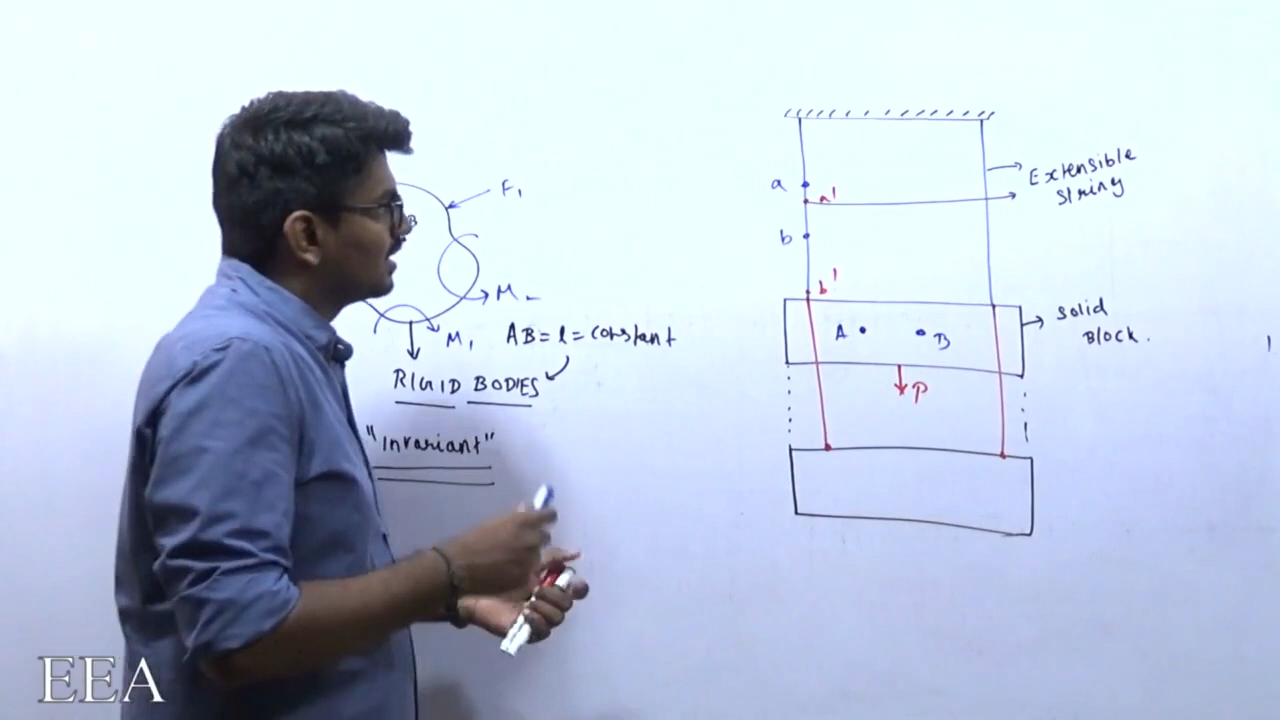 F1
B
M2
M1
AB = l = constant
RIGID BODIES
"Invariant"
a
a'
b
b'
Extensible
String
A
B
Solid
Block.
P
EEA